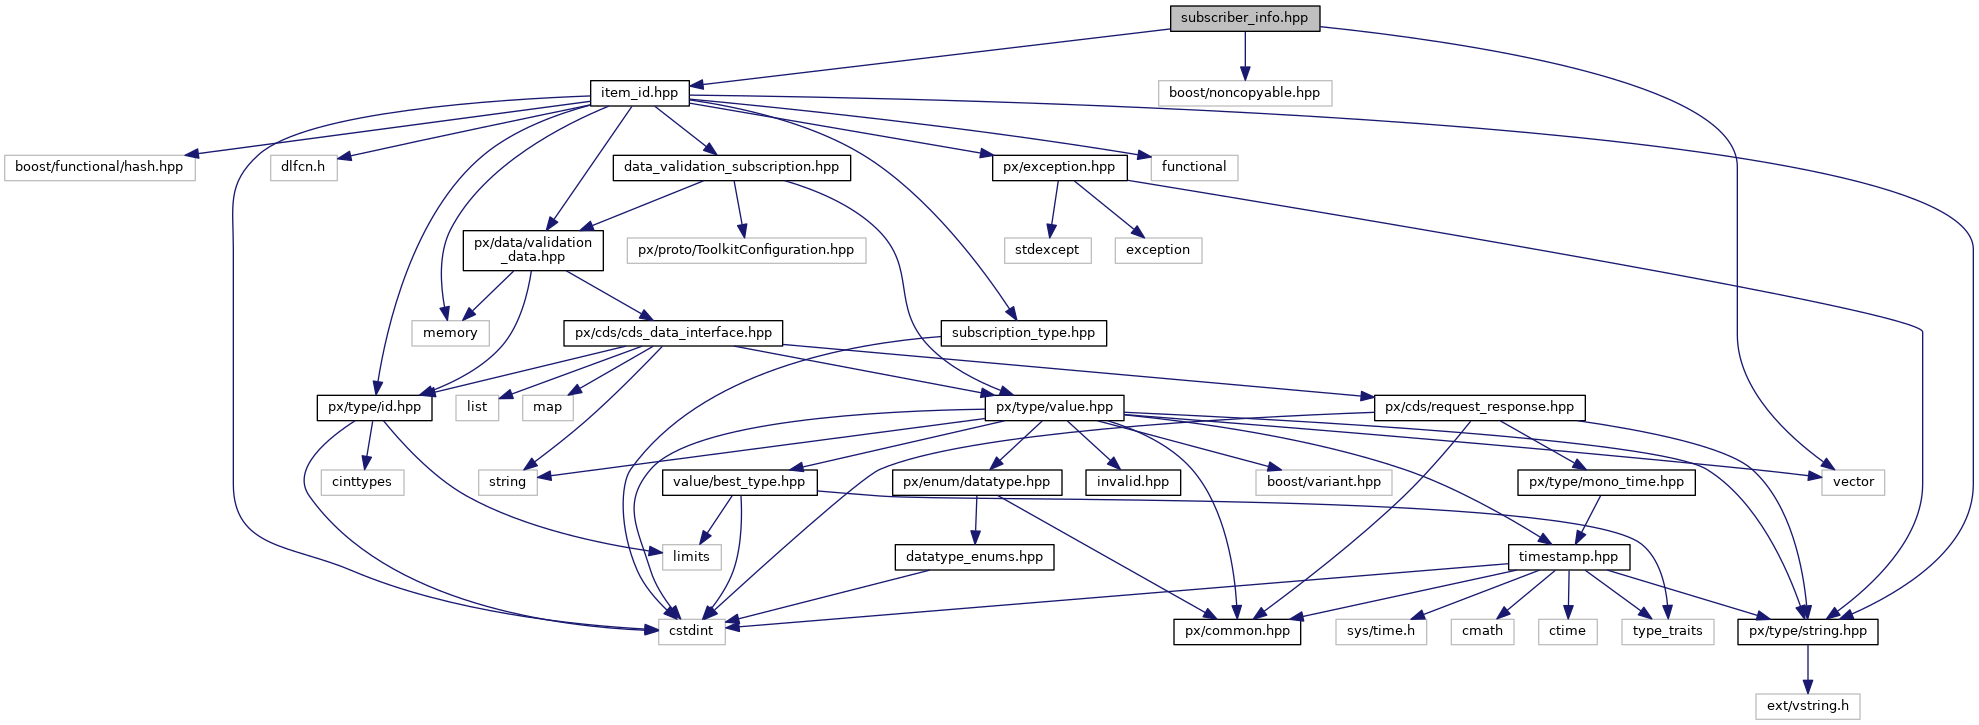 subscriber_info.hpp
item_id.hpp
boost/noncopyable.hpp
boost/functional/hash.hpp
dlfcn.h
data_validation_subscription.hpp
px/exception.hpp
functional
px/data/validation
_data.hpp
px/proto/ToolkitConfiguration.hpp
stdexcept
exception
memory
px/cds/cds_data_interface.hpp
subscription_type.hpp
px/type/id.hpp
list
map
px/type/value.hpp
px/cds/request_response.hpp
cinttypes
string
value/best_type.hpp
px/enum/datatype.hpp
invalid.hpp
boost/variant.hpp
px/type/mono_time.hpp
vector
limits
datatype_enums.hpp
timestamp.hpp
cstdint
px/common.hpp
sys/time.h
cmath
ctime
type_traits
px/type/string.hpp
ext/vstring.h